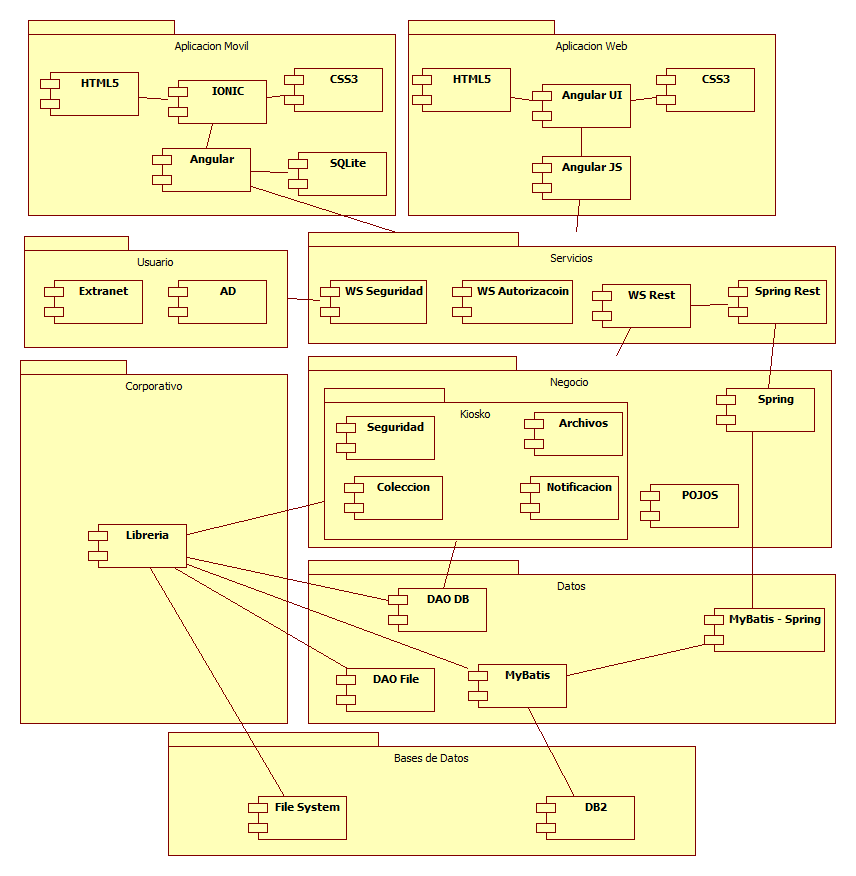 Aplicacion Movil
HTML5
IONIC
CSS3
Angular
SQLite
Aplicacion Web
HTML5
Angular UI
CSS3
Angular JS
Usuario
Extranet
AD
Servicios
WS Seguridad
WS Autorizacoin
WS Rest
Spring Rest
Corporativo
Libreria
Negocio
Kiosko
Seguridad
Archivos
Coleccion
Notificacion
Spring
POJOS
Datos
DAO DB
MyBatis - Spring
DAO File
MyBatis
Bases de Datos
File System
DB2